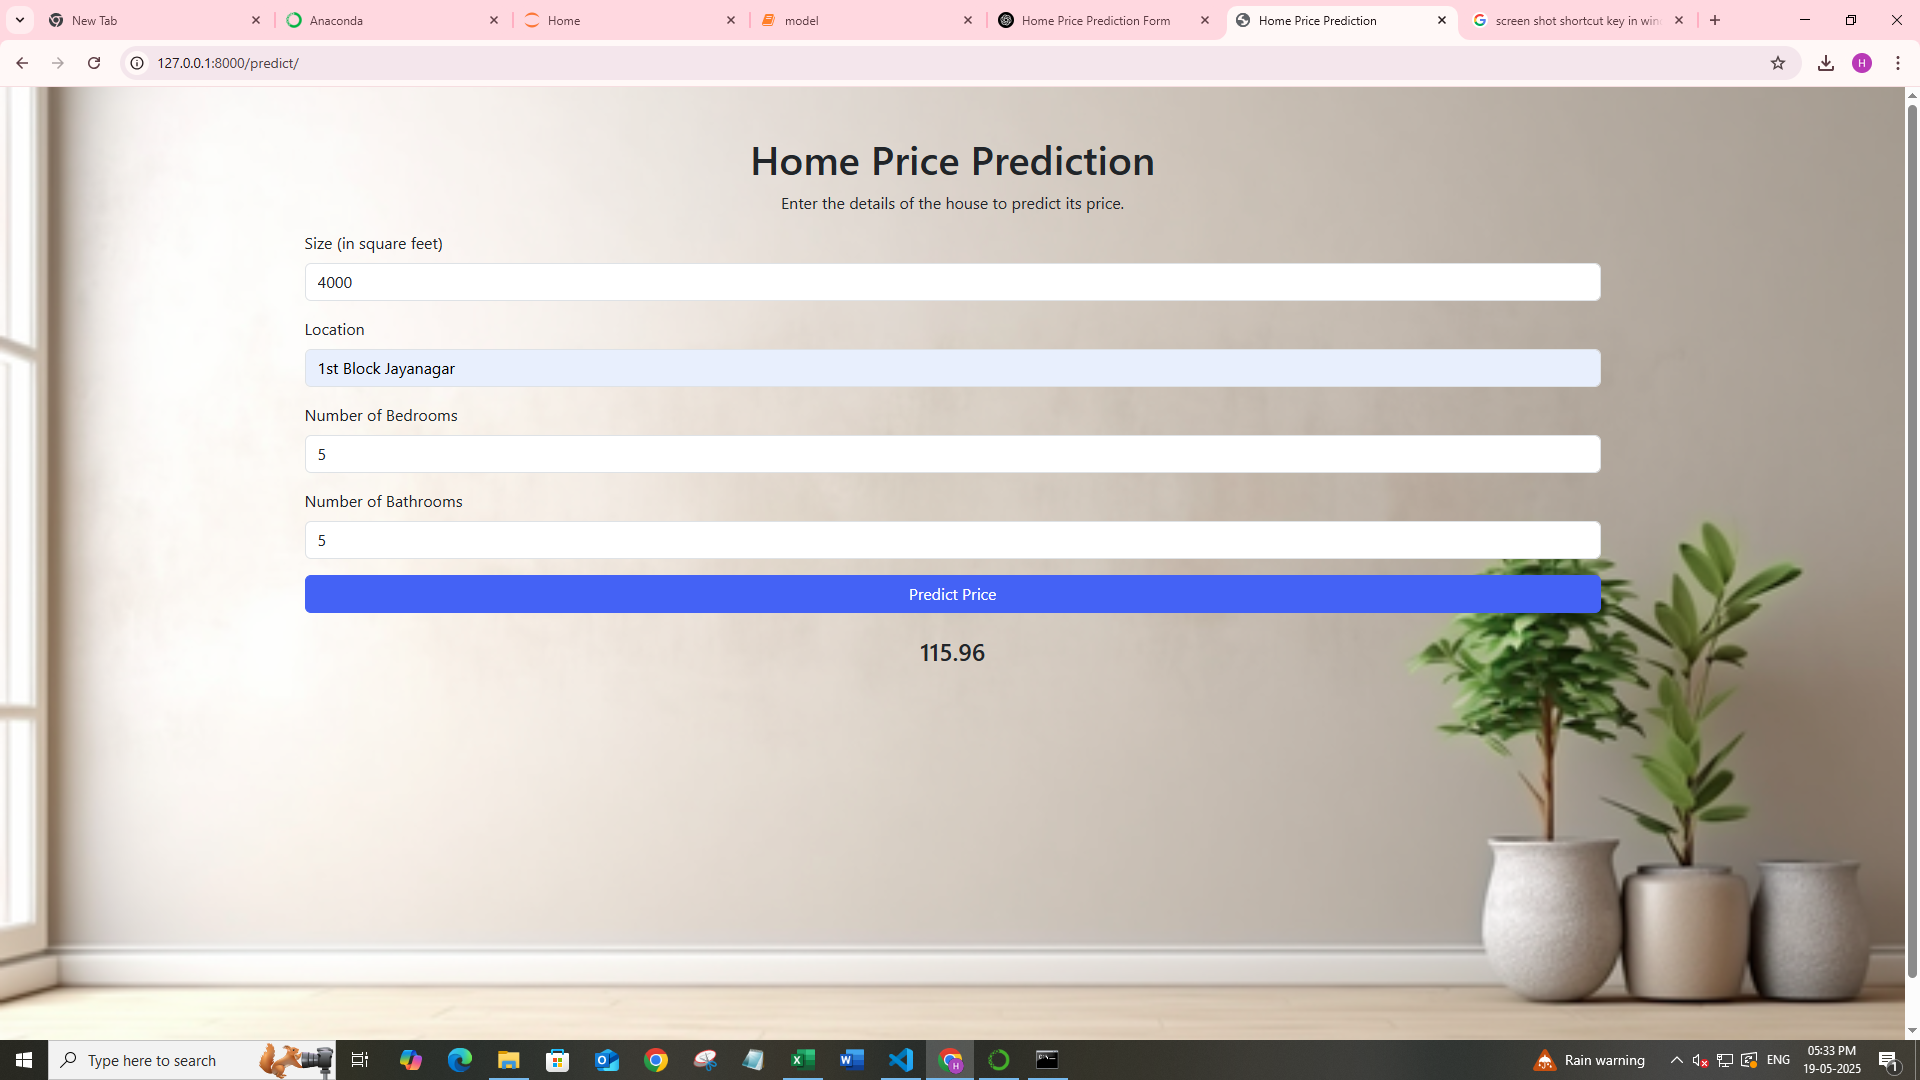 New Tab
Anaconda
Home
model
Home Price Prediction Form
Home Price Prediction
screen shot shortcut key in win
127.0.0.1:8000/predict/
H
Home Price Prediction
Enter the details of the house to predict its price.
Size (in square feet)
4000
Location
1st Block Jayanagar
Number of Bedrooms
5
Number of Bathrooms
5
Predict Price
115.96
Type here to search
Rain warning
ENG
05:33 PM
19-05-2025
1